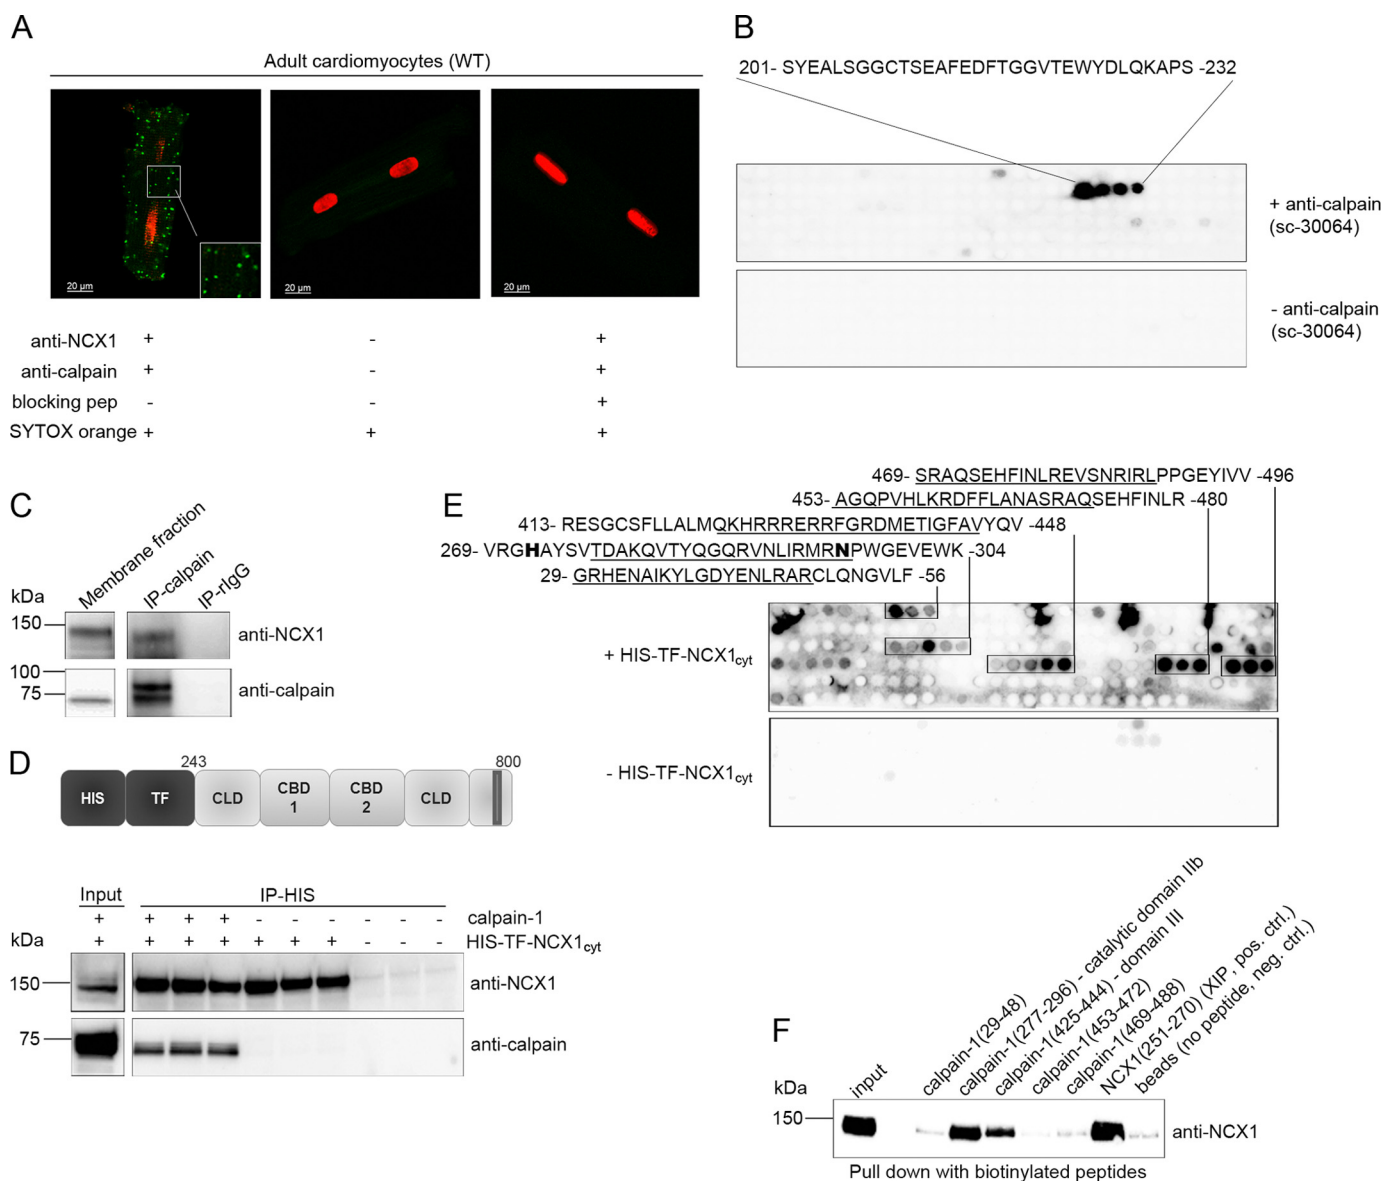 A
Adult cardiomyocytes (WT)
20 µm
20 µm
20 µm
anti-NCX1 + - +
anti-calpain + - +
blocking pep - - +
SYTOX orange + + +
B
201- SYEALSGGCTSEAFEDFTGGVTEWYDLQKAPS -232
+ anti-calpain
(sc-30064)
- anti-calpain
(sc-30064)
C
Membrane fraction
IP-calpain
IP-rIgG
kDa
150
anti-NCX1
100
75
anti-calpain
D
243 800
HIS TF CLD CBD 1 CBD 2 CLD
Input IP-HIS
+ + + + - - - - - - calpain-1
kDa + + + + + + + - - - HIS-TF-NCX1cyt
150 anti-NCX1
75 anti-calpain
E
469- SRAQSEHFINLREVSNRIRLPPGEYIVV -496
453- AGQPVHLKRDFFLANASRAQSEHFINLR -480
413- RESGCSFLLALMQKHRRRERRFGRDMETIGFAVYQV -448
269- VRGHAYSVTDAKQVTYQGQRVNLIRMRNPWGEVEWK -304
29- GRHENAIKYLGDYENLRARCLQNGVLF -56
+ HIS-TF-NCX1cyt
- HIS-TF-NCX1cyt
F
kDa
input
calpain-1(29-48)
calpain-1(277-296) - catalytic domain IIb
calpain-1(425-444) - domain III
calpain-1(453-472)
calpain-1(469-488)
NCX1(251-270) (XIP, pos. ctrl.)
beads (no peptide, neg. ctrl.)
150
anti-NCX1
Pull down with biotinylated peptides